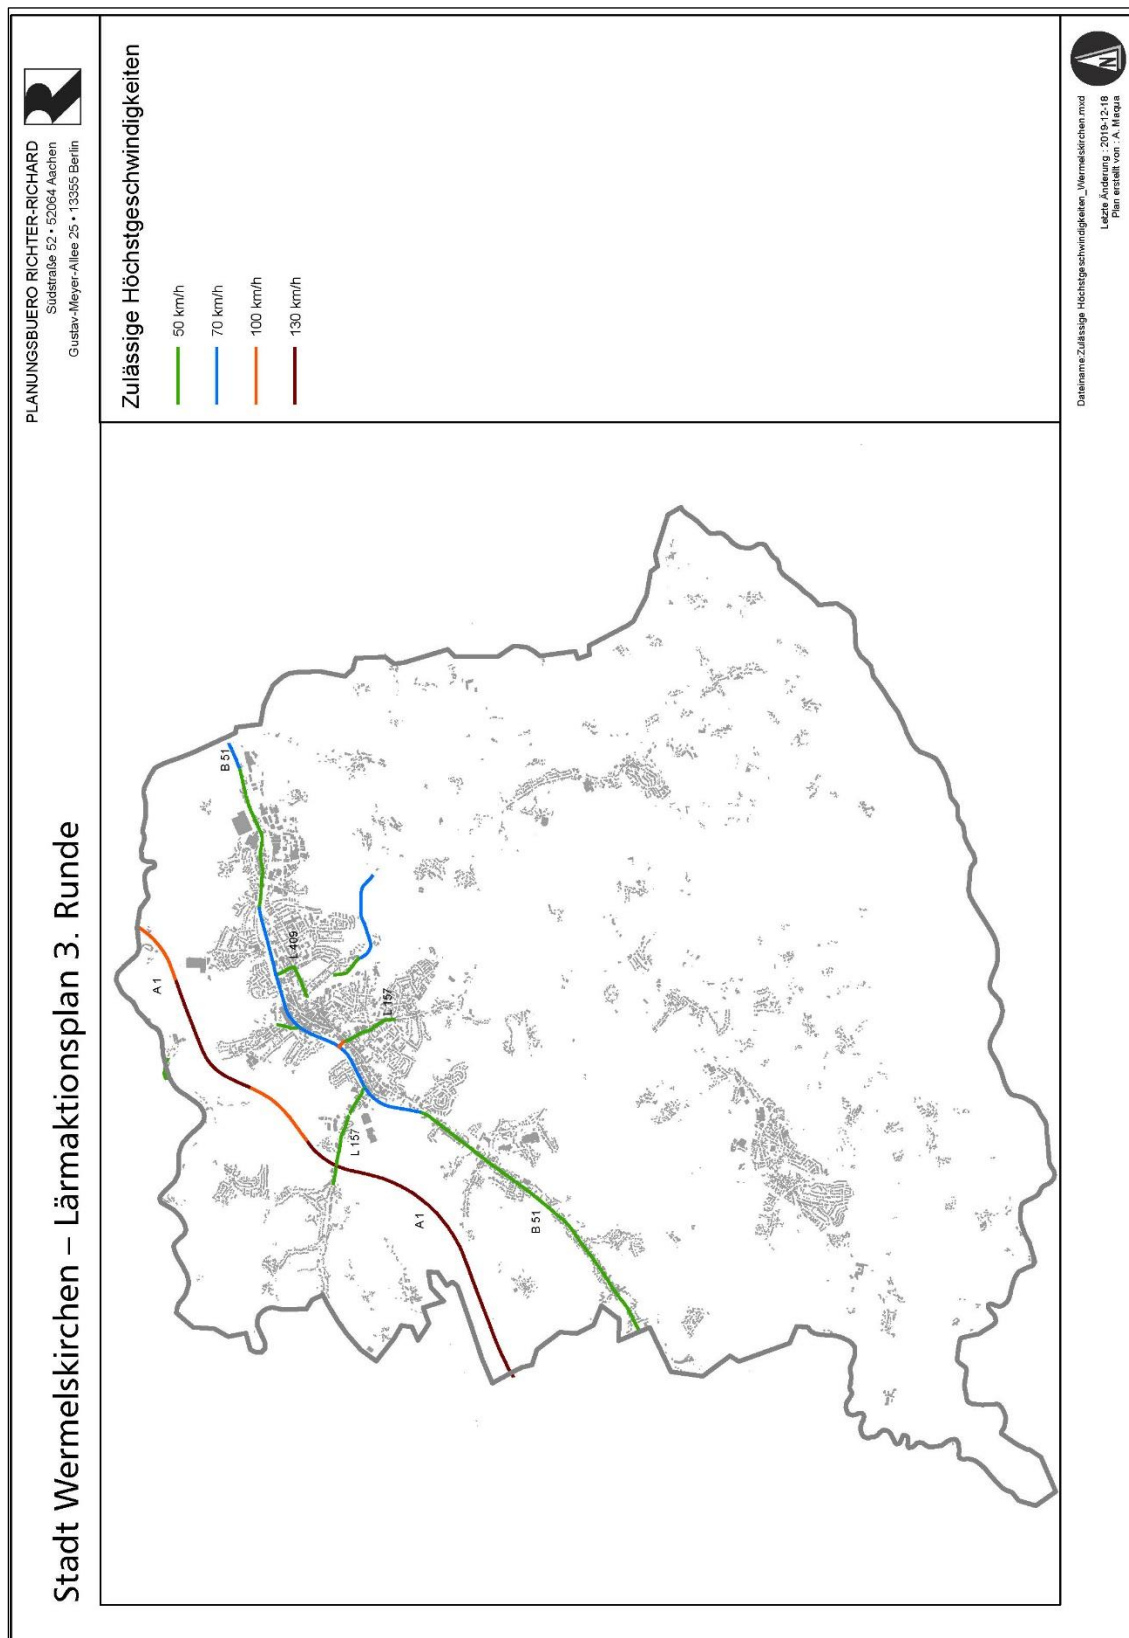 Stadt Wermelskirchen – Lärmaktionsplan 3. Runde
PLANUNGSBUERO RICHTER-RICHARD
Südstraße 52 • 52064 Aachen
Gustav-Meyer-Allee 25 • 13355 Berlin
R
Zulässige Höchstgeschwindigkeiten
50 km/h
70 km/h
100 km/h
130 km/h
A 1
B 51
L 409
L 157
L 157
A 1
B 51
Dateiname:Zulässige Höchstgeschwindigkeiten_Wermelskirchen.mxd
Letzte Änderung : 2019-12-18
Plan erstellt von : A. Maqua
N